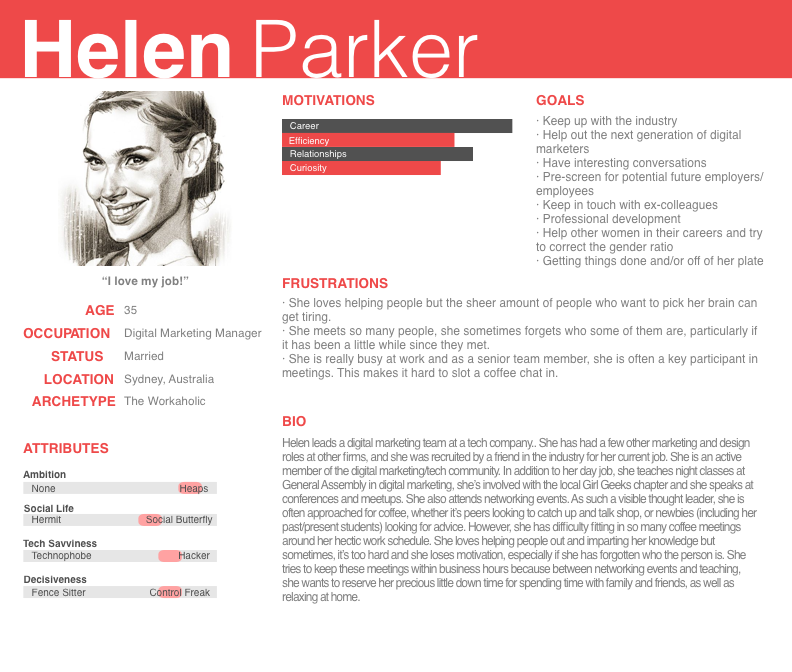 Helen Parker
“I love my job!”
AGE 35
OCCUPATION Digital Marketing Manager
STATUS Married
LOCATION Sydney, Australia
ARCHETYPE The Workaholic
ATTRIBUTES
Ambition
None Heaps
Social Life
Hermit Social Butterfly
Tech Savviness
Technophobe Hacker
Decisiveness
Fence Sitter Control Freak
MOTIVATIONS
Career
Efficiency
Relationships
Curiosity
GOALS
· Keep up with the industry
· Help out the next generation of digital
marketers
· Have interesting conversations
· Pre-screen for potential future employers/
employees
· Keep in touch with ex-colleagues
· Professional development
· Help other women in their careers and try
to correct the gender ratio
· Getting things done and/or off of her plate
FRUSTRATIONS
· She loves helping people but the sheer amount of people who want to pick her brain can
get tiring.
· She meets so many people, she sometimes forgets who some of them are, particularly if
it has been a little while since they met.
· She is really busy at work and as a senior team member, she is often a key participant in
meetings. This makes it hard to slot a coffee chat in.
BIO
Helen leads a digital marketing team at a tech company.. She has had a few other marketing and design
roles at other firms, and she was recruited by a friend in the industry for her current job. She is an active
member of the digital marketing/tech community. In addition to her day job, she teaches night classes at
General Assembly in digital marketing, she’s involved with the local Girl Geeks chapter and she speaks at
conferences and meetups. She also attends networking events. As such a visible thought leader, she is
often approached for coffee, whether it’s peers looking to catch up and talk shop, or newbies (including her
past/present students) looking for advice. However, she has difficulty fitting in so many coffee meetings
around her hectic work schedule. She loves helping people out and imparting her knowledge but
sometimes, it’s too hard and she loses motivation, especially if she has forgotten who the person is. She
tries to keep these meetings within business hours because between networking events and teaching,
she wants to reserve her precious little down time for spending time with family and friends, as well as
relaxing at home.